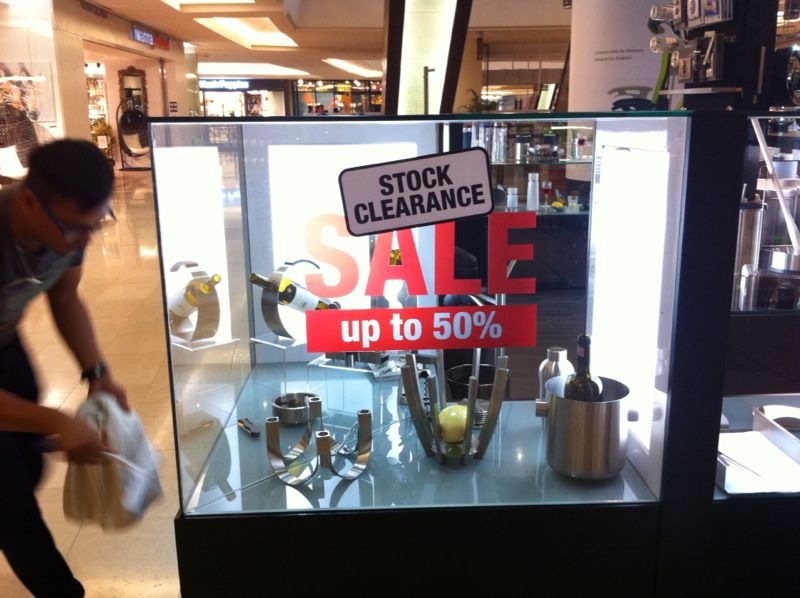 STOCK
CLEARANCE
SALE
up to 50%